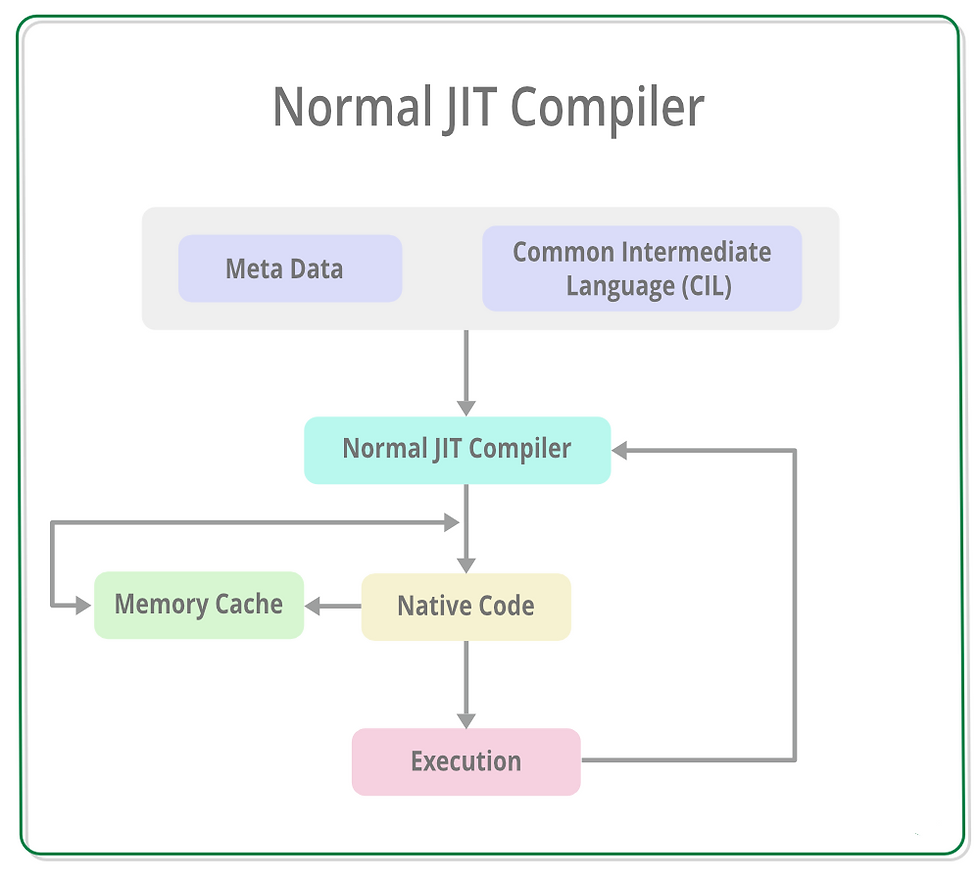 Normal JIT Compiler
Meta Data
Common Intermediate
Language (CIL)
Normal JIT Compiler
Memory Cache
Native Code
Execution